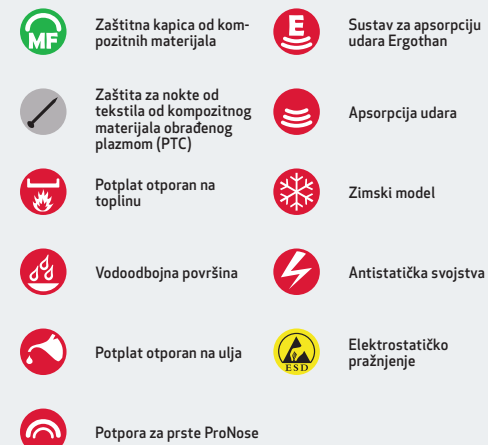 MF
Zaštitna kapica od kom-
pozitnih materijala
Zaštita za nokte od
tekstila od kompozitnog
materijala obrađenog
plazmom (PTC)
Potplat otporan na
toplinu
Vodoodbojna površina
Potplat otporan na ulja
Potpora za prste ProNose
E
Sustav za apsorpciju
udara Ergothan
Apsorpcija udara
Zimski model
Antistatička svojstva
ESD
Elektrostatičko
pražnjenje